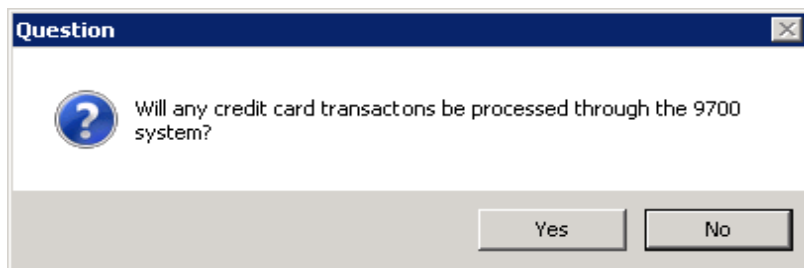 Question
Will any credit card transactons be processed through the 9700
system?
Yes
No